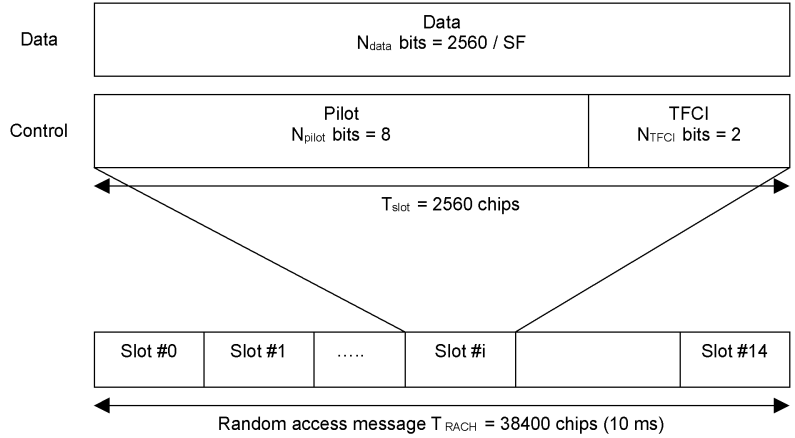 Data
Data
Ndata bits = 2560 / SF
Control
Pilot
Npilot bits = 8
TFCI
NTFCI bits = 2
Tslot = 2560 chips
Slot #0
Slot #1
.....
Slot #i
Slot #14
Random access message T RACH = 38400 chips (10 ms)